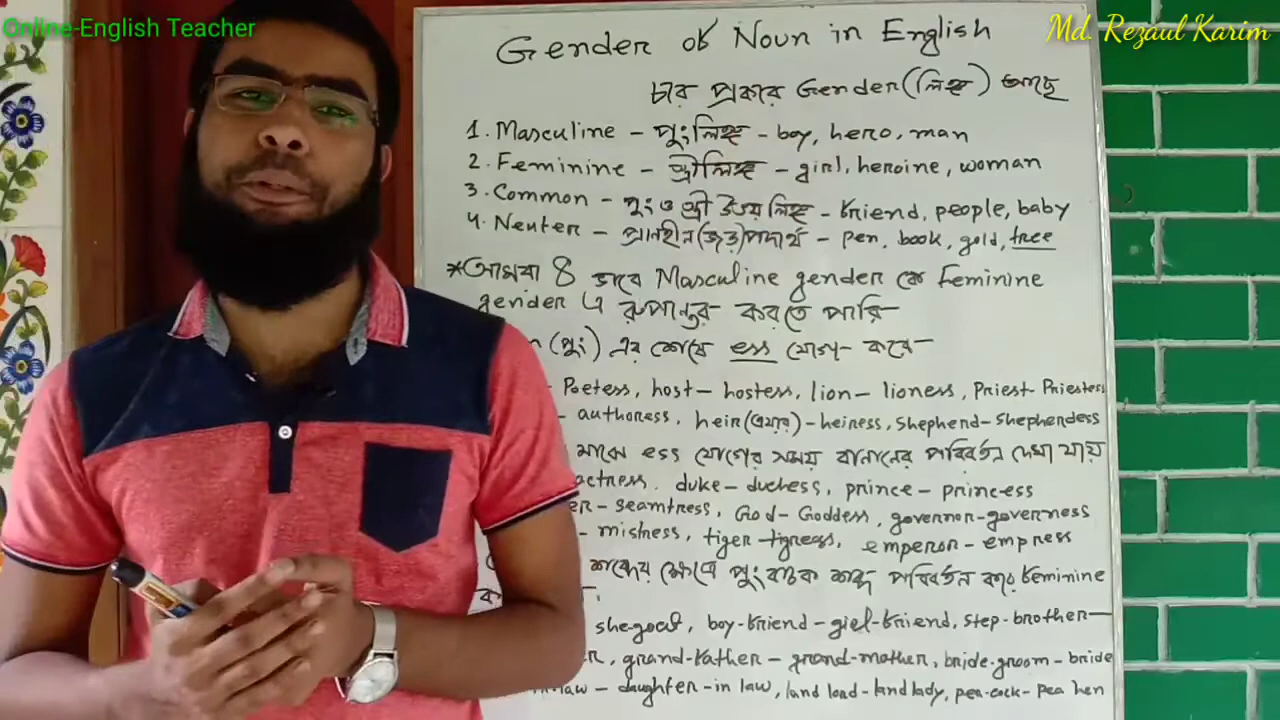 Online-English Teacher
Md. Rezaul Karim
Gender of Noun in English
চার প্রকার Gender (লিঙ্গ) আছে
1. Masculine - পুংলিঙ্গ - boy, hero, man
2. Feminine - স্ত্রীলিঙ্গ - girl, heroine, woman
3. Common - পুং ও স্ত্রী উভয় লিঙ্গ - friend, people, baby
4. Neuter - প্রানহীন (জড়) পদার্থ - pen, book, gold, tree
*আমরা ৪ ভাবে Masculine gender কে Feminine
gender এ রুপান্তর করতে পারি
(পুং) এর শেষে ess যোগ করে
- Poetess, host - hostess, lion - lioness, Priest - Priestess
- authoress, heir - heiress, Shepherd - Shepherdess
মাঝে ess যোগের সময় বানানের পরিবর্তন দেখা যায়
actress, duke - duchess, prince - princess
er - seamtress, God - Goddess, governor - governess
- mistress, tiger - tigress, emperor - empress
শব্দের ক্ষেত্রে পুং বাচক শব্দ পরিবর্তন করে feminine
she-goat, boy-friend - girl-friend, step-brother -
r, grand-father - grand-mother, bride-groom - bride
law - daughter-in law, land load - land lady, pea-cock - pea hen